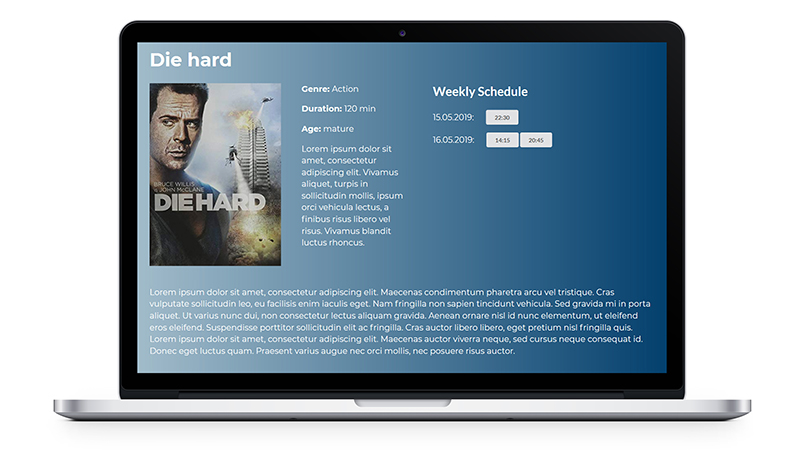 Die hard
BRUCE WILLIS
IS JOHN McCLANE
DIE HARD
Genre: Action
Duration: 120 min
Age: mature
Lorem ipsum dolor sit
amet, consectetur
adipiscing elit. Vivamus
aliquet, turpis in
sollicitudin mollis, ipsum
orci vehicula lectus, a
finibus risus libero vel
risus. Vivamus blandit
luctus rhoncus.
Weekly Schedule
15.05.2019: 22:30
16.05.2019: 14:15 20:45
Lorem ipsum dolor sit amet, consectetur adipiscing elit. Maecenas condimentum pharetra arcu vel tristique. Cras
vulputate sollicitudin leo, eu facilisis enim iaculis eget. Nam fringilla non sapien tincidunt vehicula. Sed gravida mi in porta
aliquet. Ut varius nunc dui, non consectetur lectus aliquam gravida. Aenean ornare nisl id nunc elementum, ut eleifend
eros eleifend. Suspendisse porttitor sollicitudin elit ac fringilla. Cras auctor libero libero, eget pretium nisl fringilla quis.
Lorem ipsum dolor sit amet, consectetur adipiscing elit. Maecenas auctor viverra neque, sed cursus neque consequat id.
Donec eget luctus quam. Praesent varius augue nec orci mollis, nec posuere risus auctor.